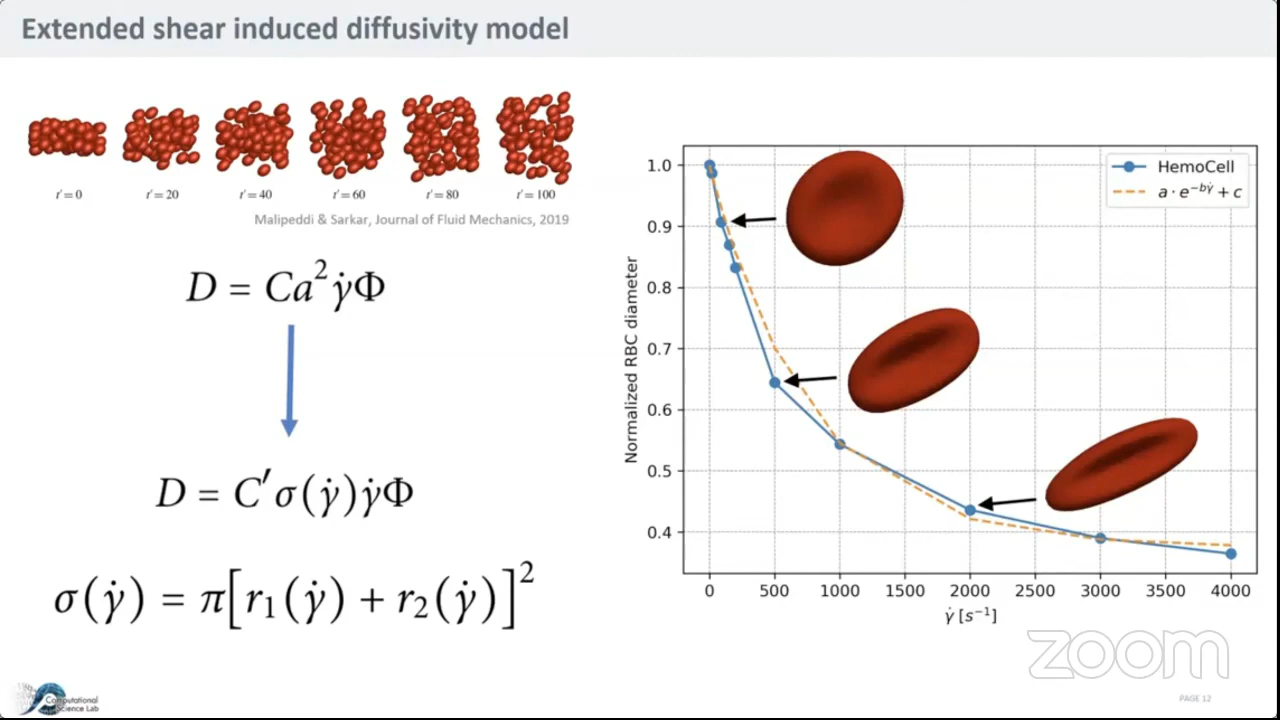 Extended shear induced diffusivity model
t' = 0 t' = 20 t' = 40 t' = 60 t' = 80 t' = 100
Malipeddi & Sarkar, Journal of Fluid Mechanics, 2019
D = Ca²γ̇Φ
D = C′σ(γ̇)γ̇Φ
σ(γ̇) = π[r₁(γ̇) + r₂(γ̇)]²
HemoCell
a · e^{−bγ̇} + c
Normalized RBC diameter
1.0
0.9
0.8
0.7
0.6
0.5
0.4
0 500 1000 1500 2000 2500 3000 3500 4000
γ̇ [s⁻¹]
zoom
Computational
Science Lab
PAGE 12